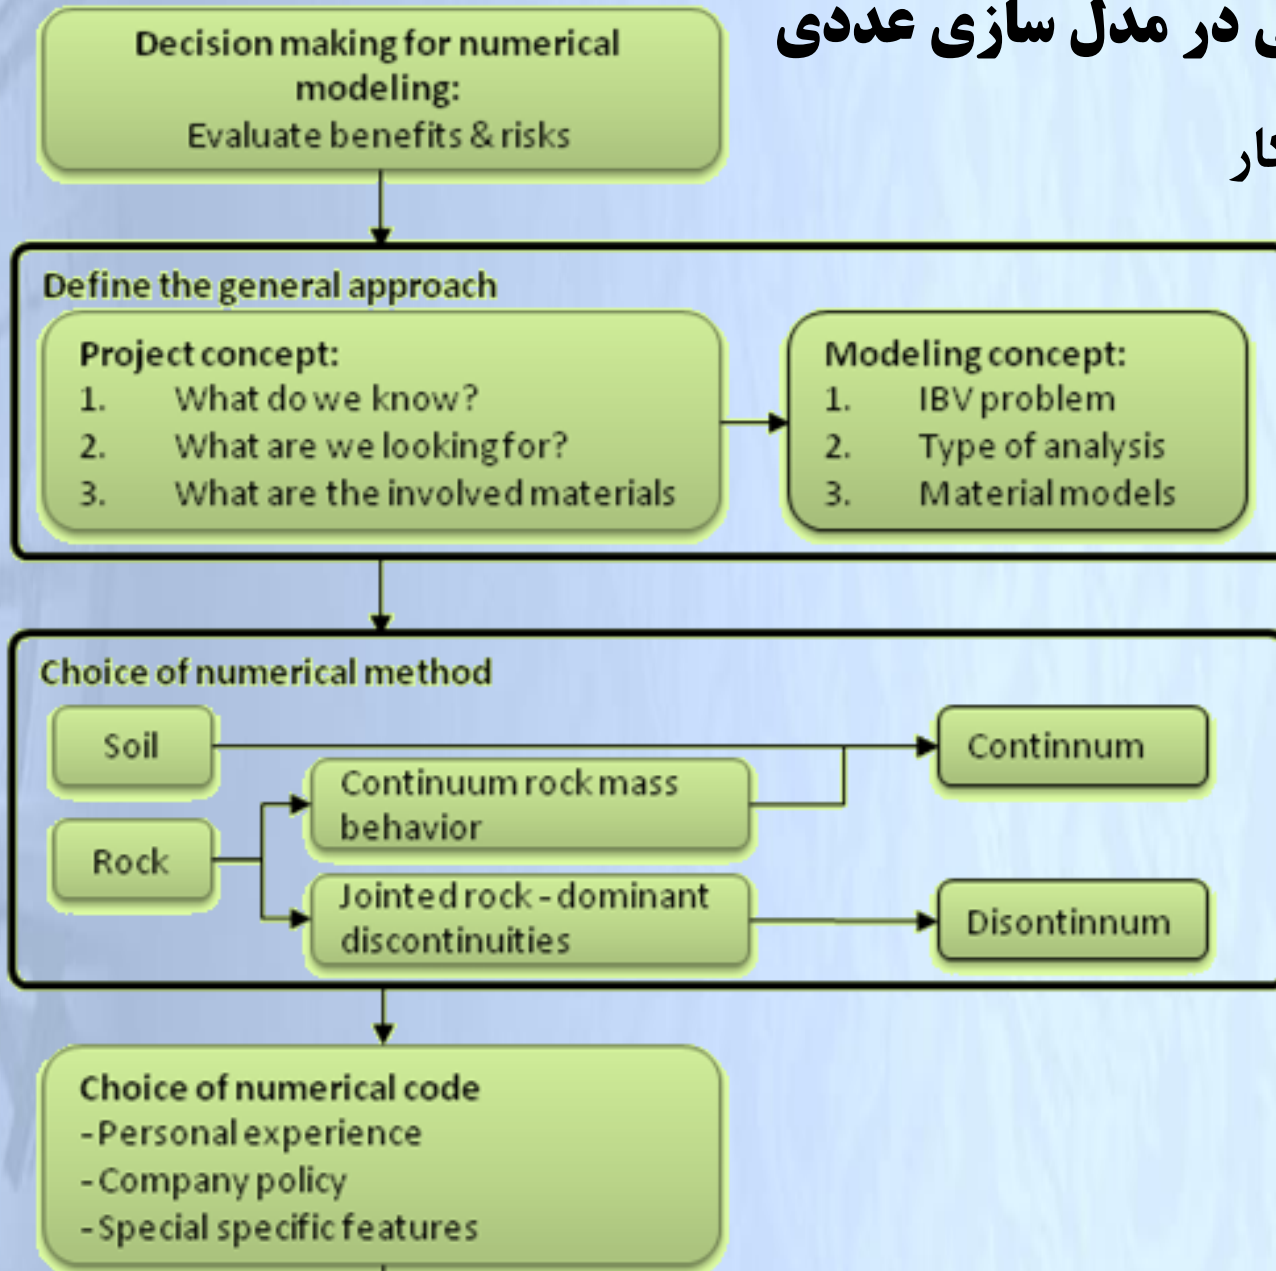 در مدل سازی عددی
Decision making for numerical
modeling:
Evaluate benefits & risks
Define the general approach
Project concept:
1. What do we know?
2. What are we looking for?
3. What are the involved materials
Modeling concept:
1. IBV problem
2. Type of analysis
3. Material models
Choice of numerical method
Soil
Rock
Continuum rock mass
behavior
Jointed rock - dominant
discontinuities
Continnum
Disontinnum
Choice of numerical code
- Personal experience
- Company policy
- Special specific features